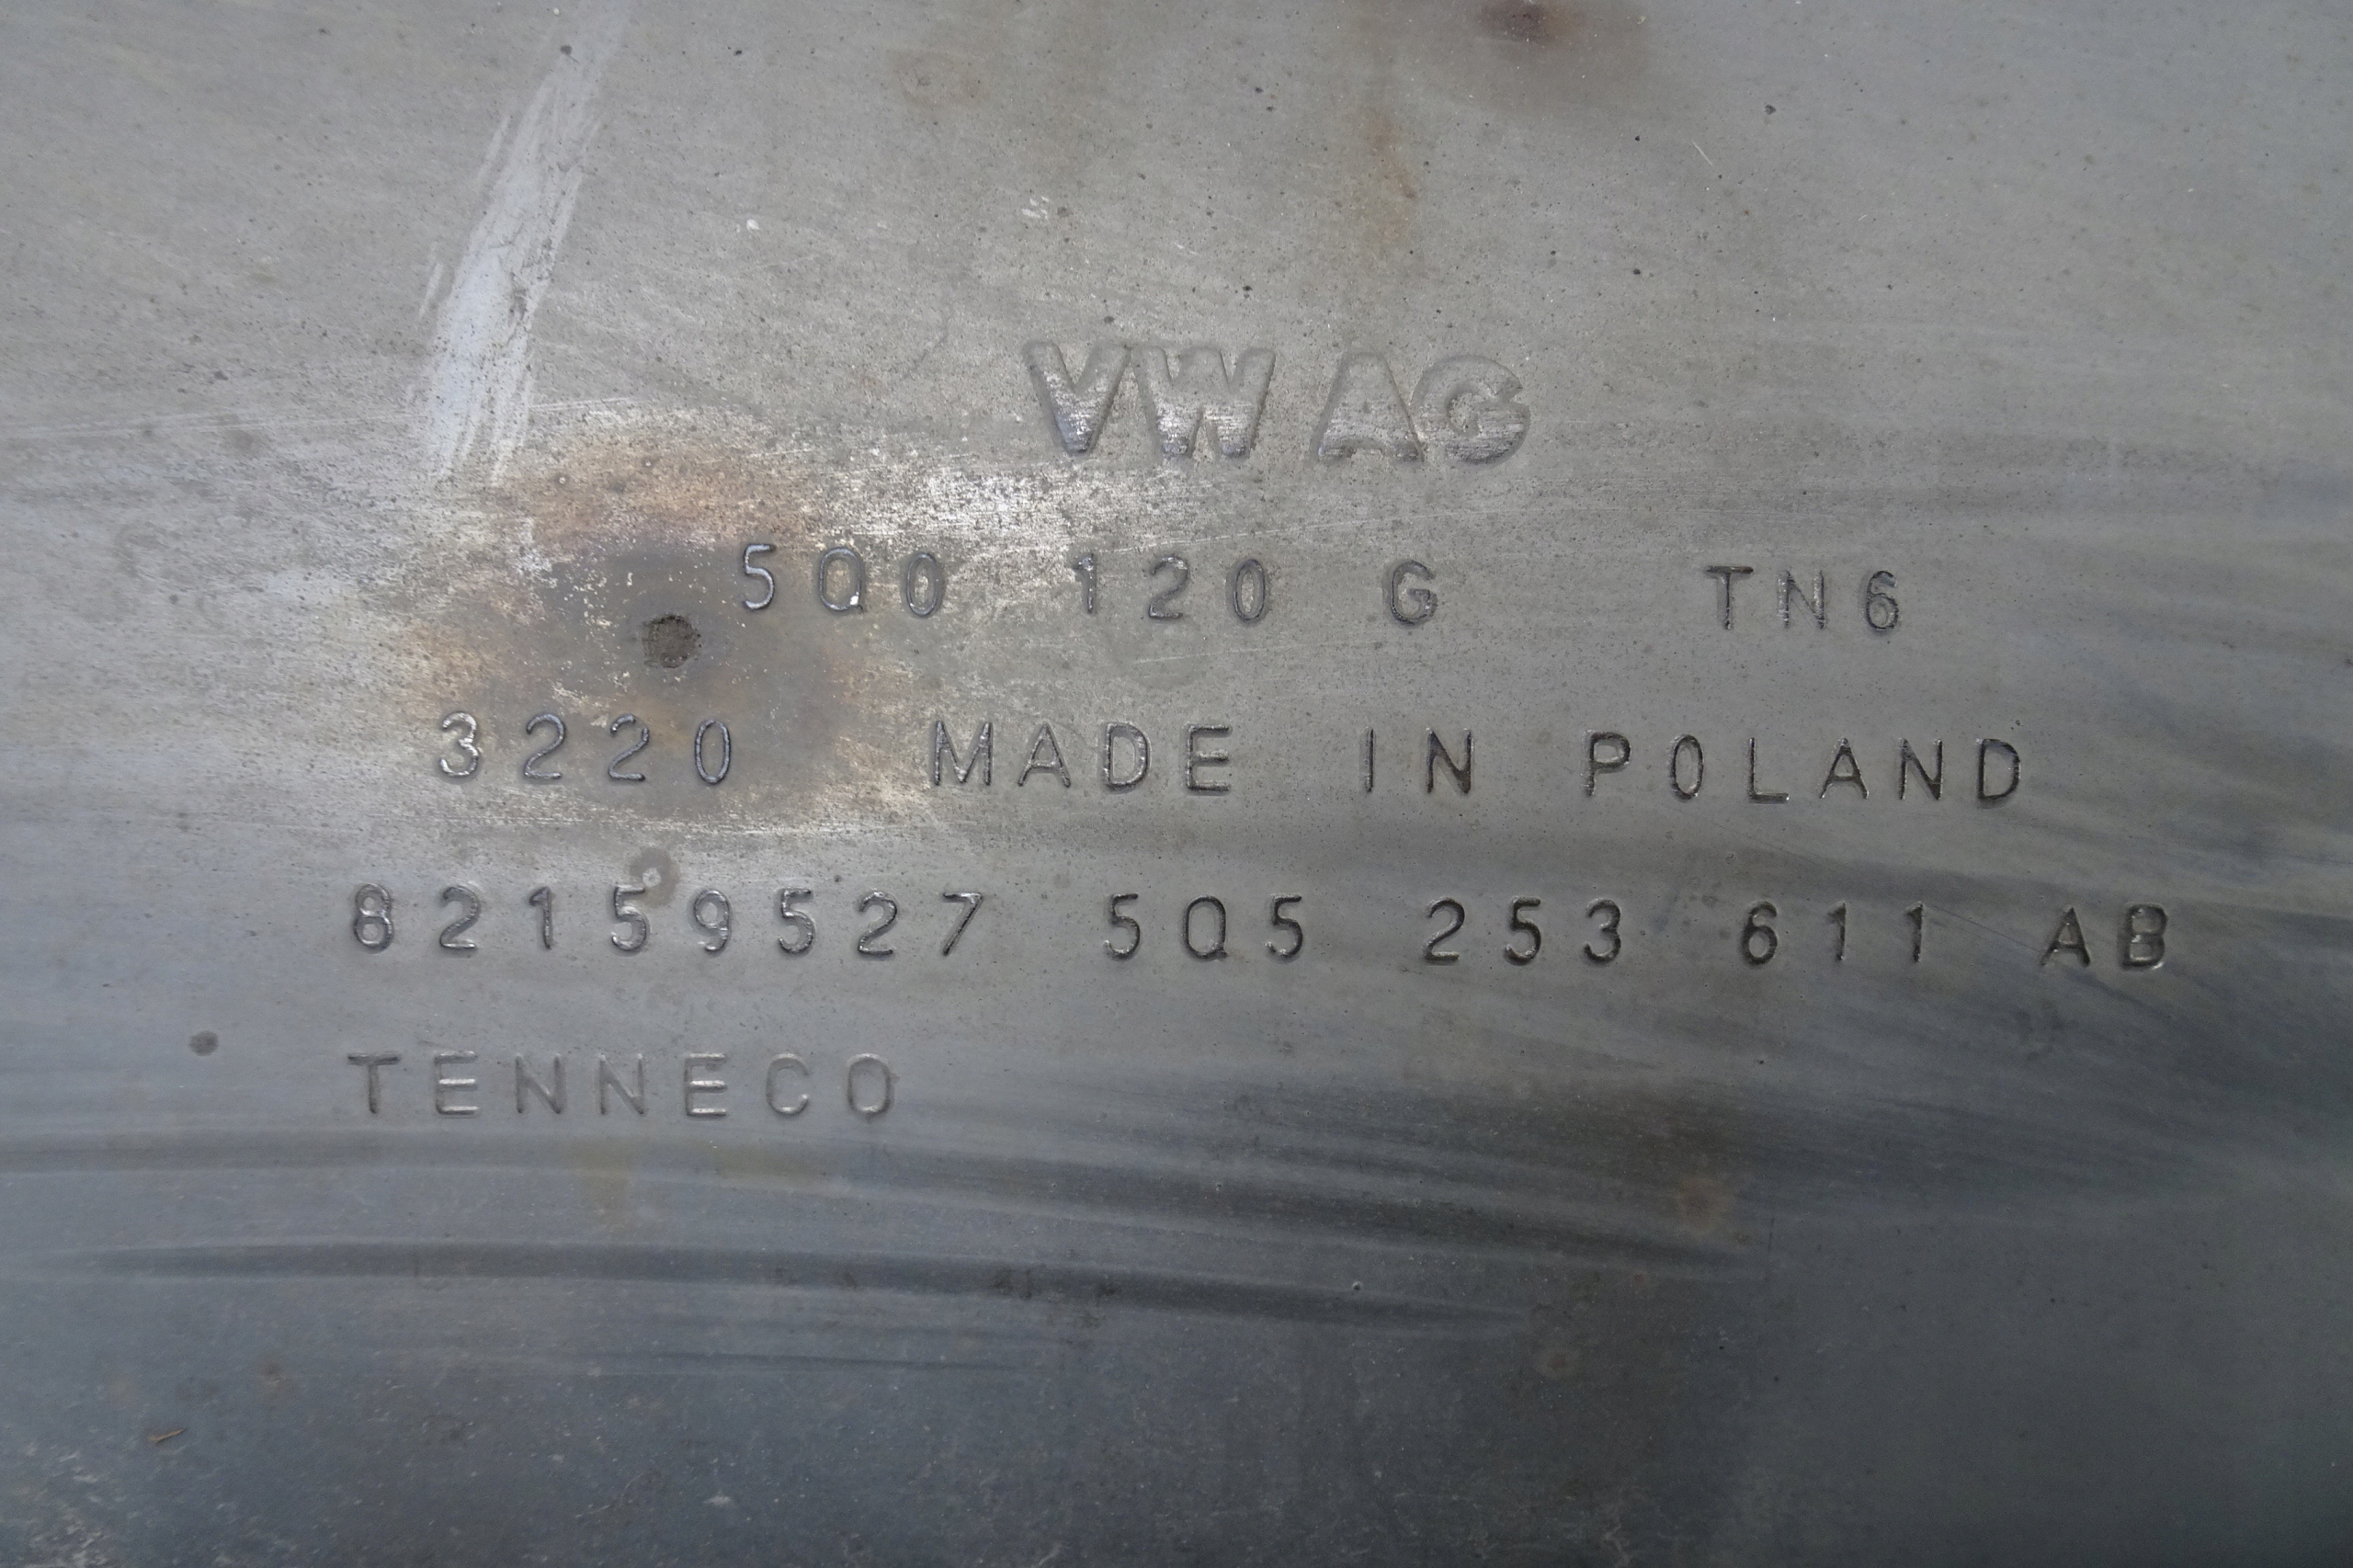 VW AG
5Q0 120 G TN6
3220 MADE IN POLAND
82159527 5Q5 253 611 AB
TENNECO